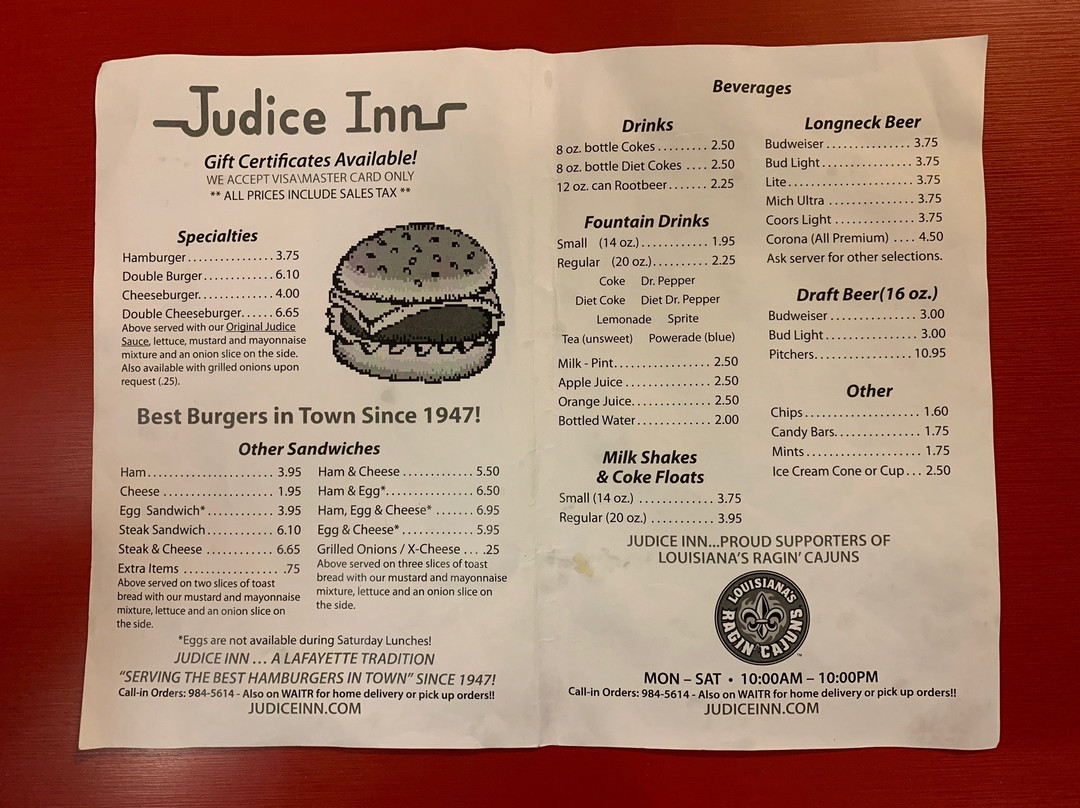 Judice Inn
Gift Certificates Available!
WE ACCEPT VISA\MASTER CARD ONLY
** ALL PRICES INCLUDE SALES TAX **
Specialties
Hamburger.................3.75
Double Burger..............6.10
Cheeseburger...............4.00
Double Cheeseburger......6.65
Above served with our Original Judice
Sauce, lettuce, mustard and mayonnaise
mixture and an onion slice on the side.
Also available with grilled onions upon
request (.25).
Best Burgers in Town Since 1947!
Other Sandwiches
Ham....................... 3.95
Cheese ..................... 1.95
Egg Sandwich*............. 3.95
Steak Sandwich............. 6.10
Steak & Cheese ............ 6.65
Extra Items ................ .75
Above served on two slices of toast
bread with our mustard and mayonnaise
mixture, lettuce and an onion slice on
the side.
Ham & Cheese ............ 5.50
Ham & Egg*............... 6.50
Ham, Egg & Cheese* ....... 6.95
Egg & Cheese* ............. 5.95
Grilled Onions / X-Cheese ... .25
Above served on three slices of toast
bread with our mustard and mayonnaise
mixture, lettuce and an onion slice on
the side.
*Eggs are not available during Saturday Lunches!
JUDICE INN ... A LAFAYETTE TRADITION
“SERVING THE BEST HAMBURGERS IN TOWN” SINCE 1947!
Call-in Orders: 984-5614 - Also on WAITR for home delivery or pick up orders!!
JUDICEINN.COM
Beverages
Drinks
8 oz. bottle Cokes ......... 2.50
8 oz. bottle Diet Cokes .... 2.50
12 oz. can Rootbeer....... 2.25
Fountain Drinks
Small (14 oz.)............ 1.95
Regular (20 oz.).......... 2.25
Coke Dr. Pepper
Diet Coke Diet Dr. Pepper
Lemonade Sprite
Tea (unsweet) Powerade (blue)
Milk - Pint................ 2.50
Apple Juice .............. 2.50
Orange Juice............. 2.50
Bottled Water............ 2.00
Milk Shakes
& Coke Floats
Small (14 oz.) ............ 3.75
Regular (20 oz.) .......... 3.95
Longneck Beer
Budweiser ............... 3.75
Bud Light................ 3.75
Lite...................... 3.75
Mich Ultra ............... 3.75
Coors Light .............. 3.75
Corona (All Premium) .... 4.50
Ask server for other selections.
Draft Beer(16 oz.)
Budweiser ............... 3.00
Bud Light................ 3.00
Pitchers................. 10.95
Other
Chips.................... 1.60
Candy Bars............... 1.75
Mints.................... 1.75
Ice Cream Cone or Cup... 2.50
JUDICE INN...PROUD SUPPORTERS OF
LOUISIANA’S RAGIN’ CAJUNS
LOUISIANA'S
RAGIN' CAJUNS
TM
MON – SAT • 10:00AM – 10:00PM
Call-in Orders: 984-5614 - Also on WAITR for home delivery or pick up orders!!
JUDICEINN.COM